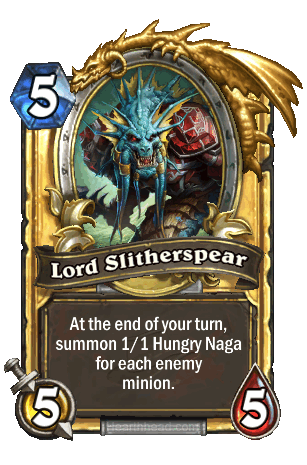 5
Lord Slitherspear
At the end of your turn,
summon 1/1 Hungry Naga
for each enemy
minion.
5
5